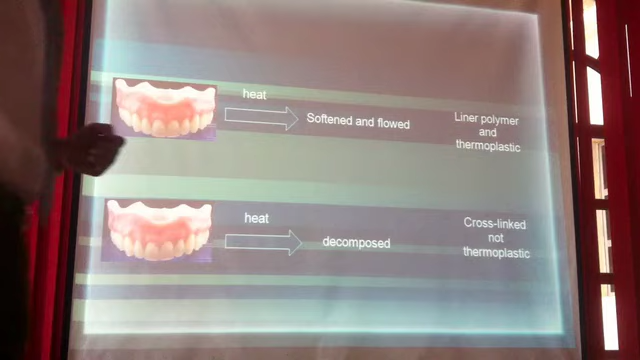 heat
Softened and flowed
Liner polymer
and
thermoplastic
heat
decomposed
Cross-linked
not
thermoplastic